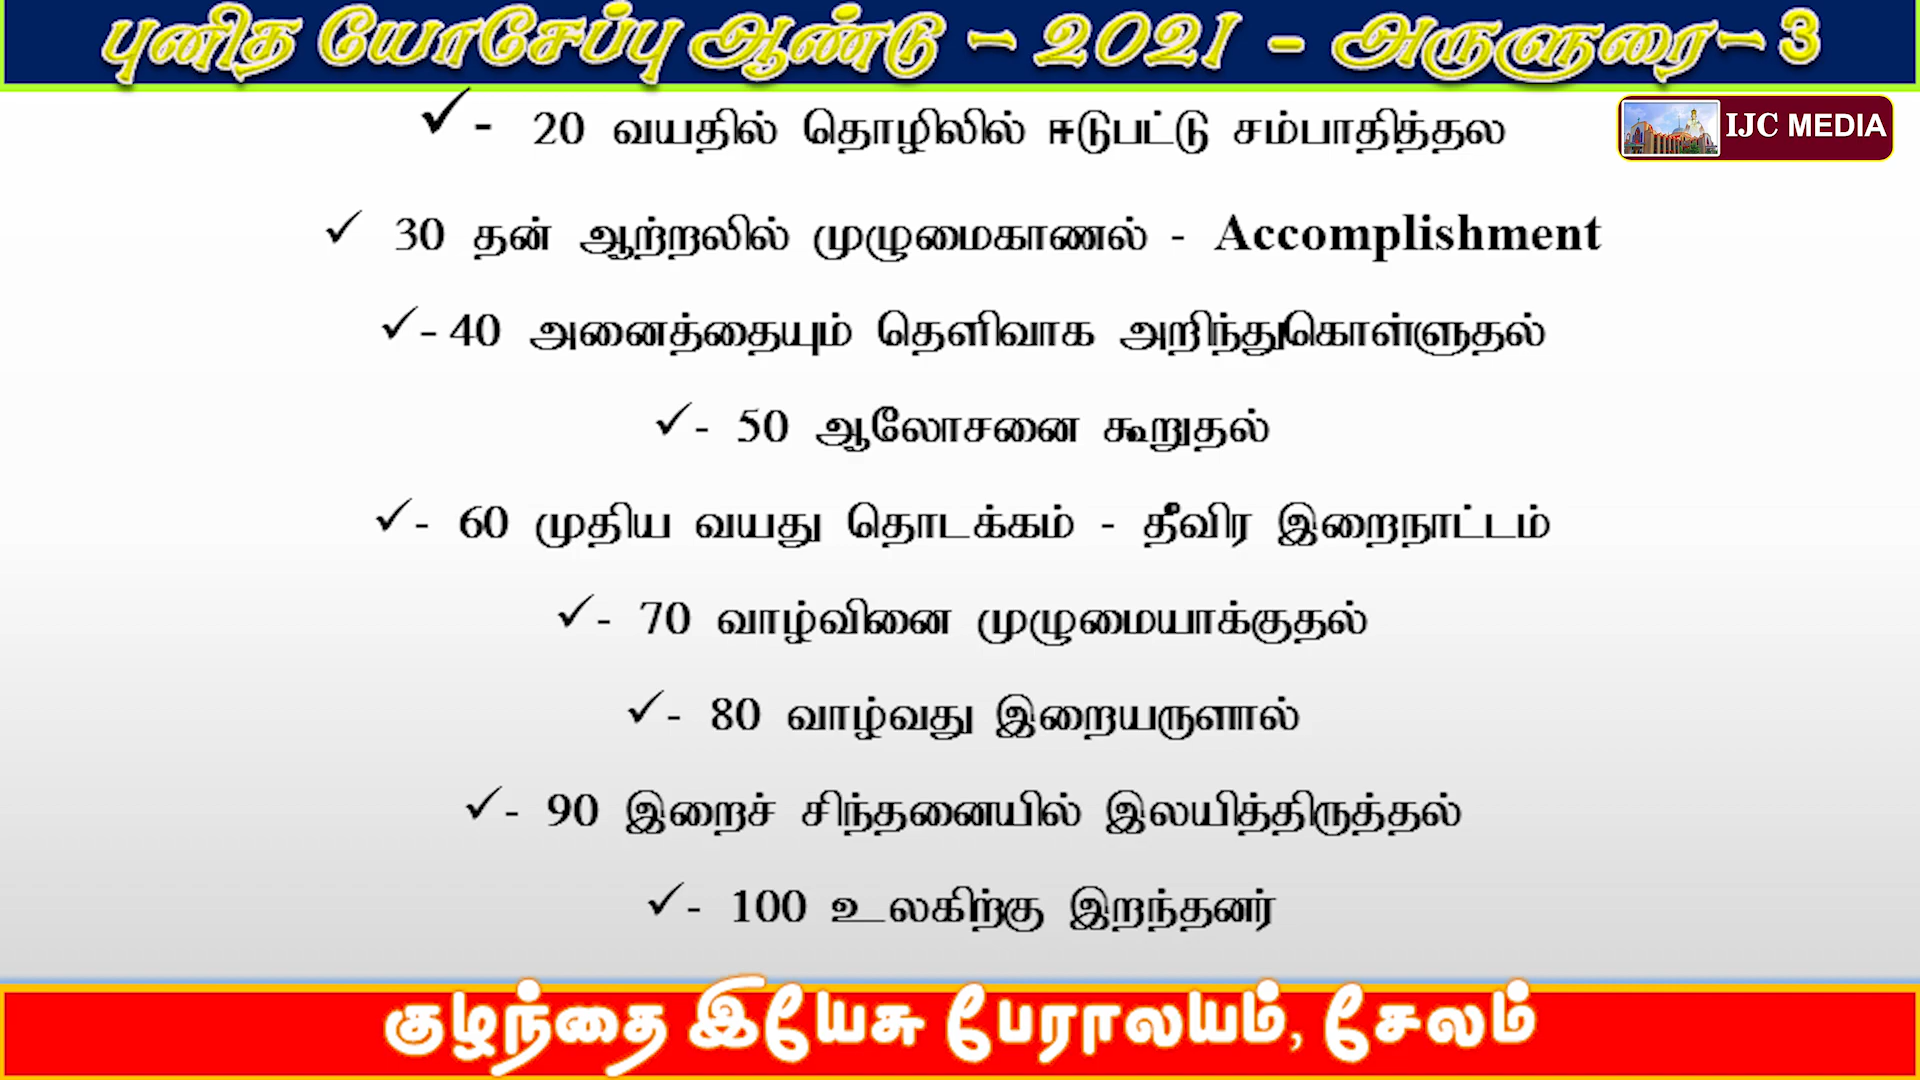 புனித யோசேப்பு ஆண்டு - 2021 - அருளுரை- 3
IJC MEDIA
✓- 20 வயதில் தொழிலில் ஈடுபட்டு சம்பாதித்தல
✓ 30 தன் ஆற்றலில் முழுமைகாணல் - Accomplishment
✓- 40 அனைத்தையும் தெளிவாக அறிந்துகொள்ளுதல்
✓- 50 ஆலோசனை கூறுதல்
✓- 60 முதிய வயது தொடக்கம் - தீவிர இறைநாட்டம்
✓- 70 வாழ்வினை முழுமையாக்குதல்
✓- 80 வாழ்வது இறையருளால்
✓- 90 இறைச் சிந்தனையில் இலயித்திருத்தல்
✓- 100 உலகிற்கு இறந்தனர்
குழந்தை இயேசு பேராலயம், சேலம்